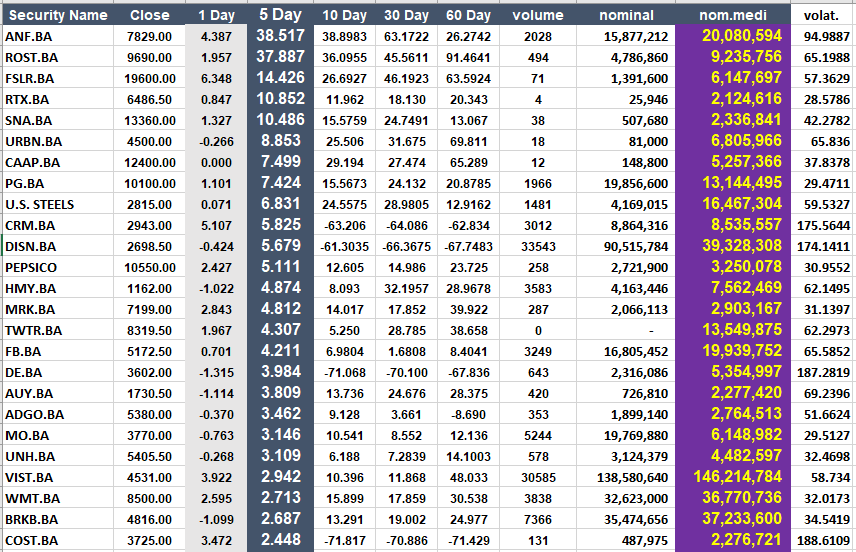 Security Name Close 1 Day 5 Day 10 Day 30 Day 60 Day volume nominal nom.medi volat.
ANF.BA 7829.00 4.387 38.517 38.8983 63.1722 26.2742 2028 15,877,212 20,080,594 94.9887
ROST.BA 9690.00 1.957 37.887 36.0955 45.5611 91.4641 494 4,786,860 9,235,756 65.1988
FSLR.BA 19600.00 6.348 14.426 26.6927 46.1923 63.5924 71 1,391,600 6,147,697 57.3629
RTX.BA 6486.50 0.847 10.852 11.962 18.130 20.343 4 25,946 2,124,616 28.5786
SNA.BA 13360.00 1.327 10.486 15.5759 24.7491 13.067 38 507,680 2,336,841 42.2782
URBN.BA 4500.00 -0.266 8.853 25.506 31.675 69.811 18 81,000 6,805,966 65.836
CAAP.BA 12400.00 0.000 7.499 29.194 27.474 65.289 12 148,800 5,257,366 37.8378
PG.BA 10100.00 1.101 7.424 15.5673 24.132 20.8785 1966 19,856,600 13,144,495 29.4711
U.S. STEELS 2815.00 0.071 6.831 24.5575 28.9805 12.9162 1481 4,169,015 16,467,304 59.5327
CRM.BA 2943.00 5.107 5.825 -63.206 -64.086 -62.834 3012 8,864,316 8,535,557 175.5644
DISN.BA 2698.50 -0.424 5.679 -61.3035 -66.3675 -67.7483 33543 90,515,784 39,328,308 174.1411
PEPSICO 10550.00 2.427 5.111 12.605 14.986 23.725 258 2,721,900 3,250,078 30.9552
HMY.BA 1162.00 -1.022 4.874 8.093 32.1957 28.9678 3583 4,163,446 7,562,469 62.1495
MRK.BA 7199.00 2.843 4.812 14.017 17.852 39.922 287 2,066,113 2,903,167 31.1397
TWTR.BA 8319.50 1.967 4.307 5.250 28.785 38.658 0 - 13,549,875 62.2973
FB.BA 5172.50 0.701 4.211 6.9804 1.6808 8.4041 3249 16,805,452 19,939,752 65.5852
DE.BA 3602.00 -1.315 3.984 -71.068 -70.100 -67.836 643 2,316,086 5,354,997 187.2819
AUY.BA 1730.50 -1.114 3.809 13.736 24.676 28.375 420 726,810 2,277,420 69.2396
ADGO.BA 5380.00 -0.370 3.462 9.128 3.661 -8.690 353 1,899,140 2,764,513 51.6624
MO.BA 3770.00 -0.763 3.146 10.541 8.552 12.136 5244 19,769,880 6,148,982 29.5127
UNH.BA 5405.50 -0.268 3.109 6.188 7.2839 14.1003 578 3,124,379 4,482,597 32.4698
VIST.BA 4531.00 3.922 2.942 10.396 11.868 48.033 30585 138,580,640 146,214,784 58.734
WMT.BA 8500.00 2.595 2.713 15.899 17.859 30.538 3838 32,623,000 36,770,736 32.0173
BRKB.BA 4816.00 -1.099 2.687 13.291 19.002 24.977 7366 35,474,656 37,233,600 34.5419
COST.BA 3725.00 3.472 2.448 -71.817 -70.886 -71.429 131 487,975 2,276,721 188.6109